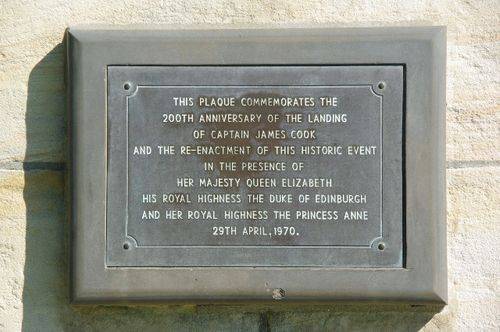 THIS PLAQUE COMMEMORATES THE
200TH ANNIVERSARY OF THE LANDING
OF CAPTAIN JAMES COOK
AND THE RE-ENACTMENT OF THIS HISTORIC EVENT
IN THE PRESENCE OF
HER MAJESTY QUEEN ELIZABETH
HIS ROYAL HIGHNESS THE DUKE OF EDINBURGH
AND HER ROYAL HIGHNESS THE PRINCESS ANNE
29TH APRIL, 1970.